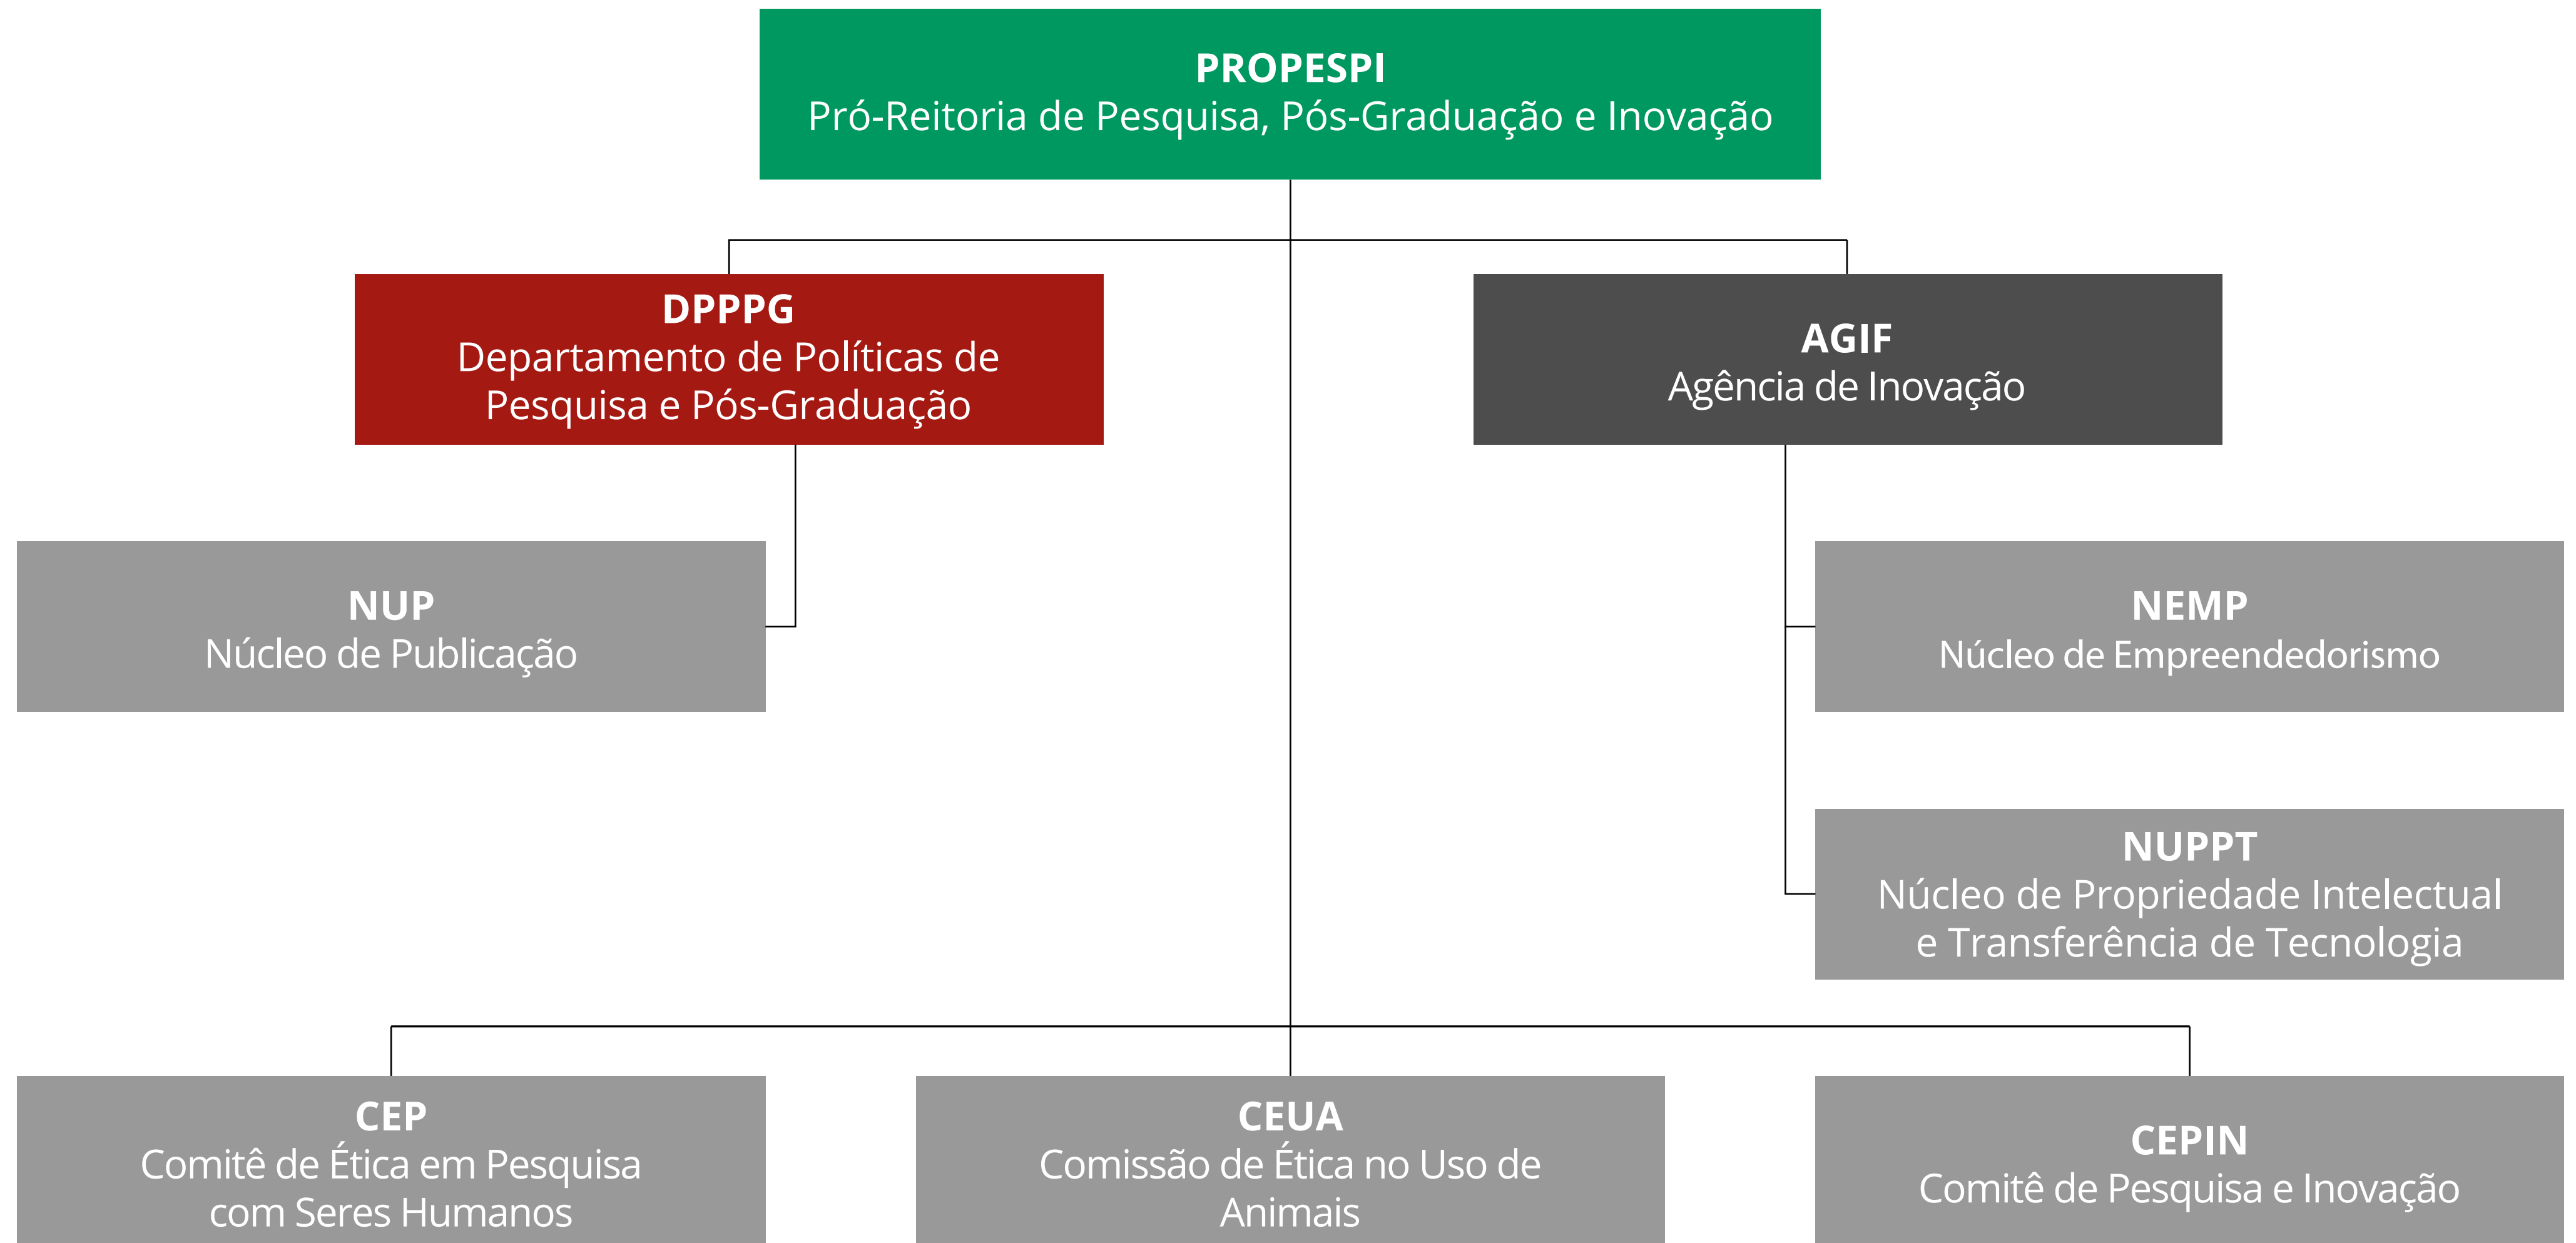 PROPESPI
Pró-Reitoria de Pesquisa, Pós-Graduação e Inovação
DPPPG
Departamento de Políticas de
Pesquisa e Pós-Graduação
AGIF
Agência de Inovação
NUP
Núcleo de Publicação
NEMP
Núcleo de Empreendedorismo
NUPPT
Núcleo de Propriedade Intelectual
e Transferência de Tecnologia
CEP
Comitê de Ética em Pesquisa
com Seres Humanos
CEUA
Comissão de Ética no Uso de
Animais
CEPIN
Comitê de Pesquisa e Inovação